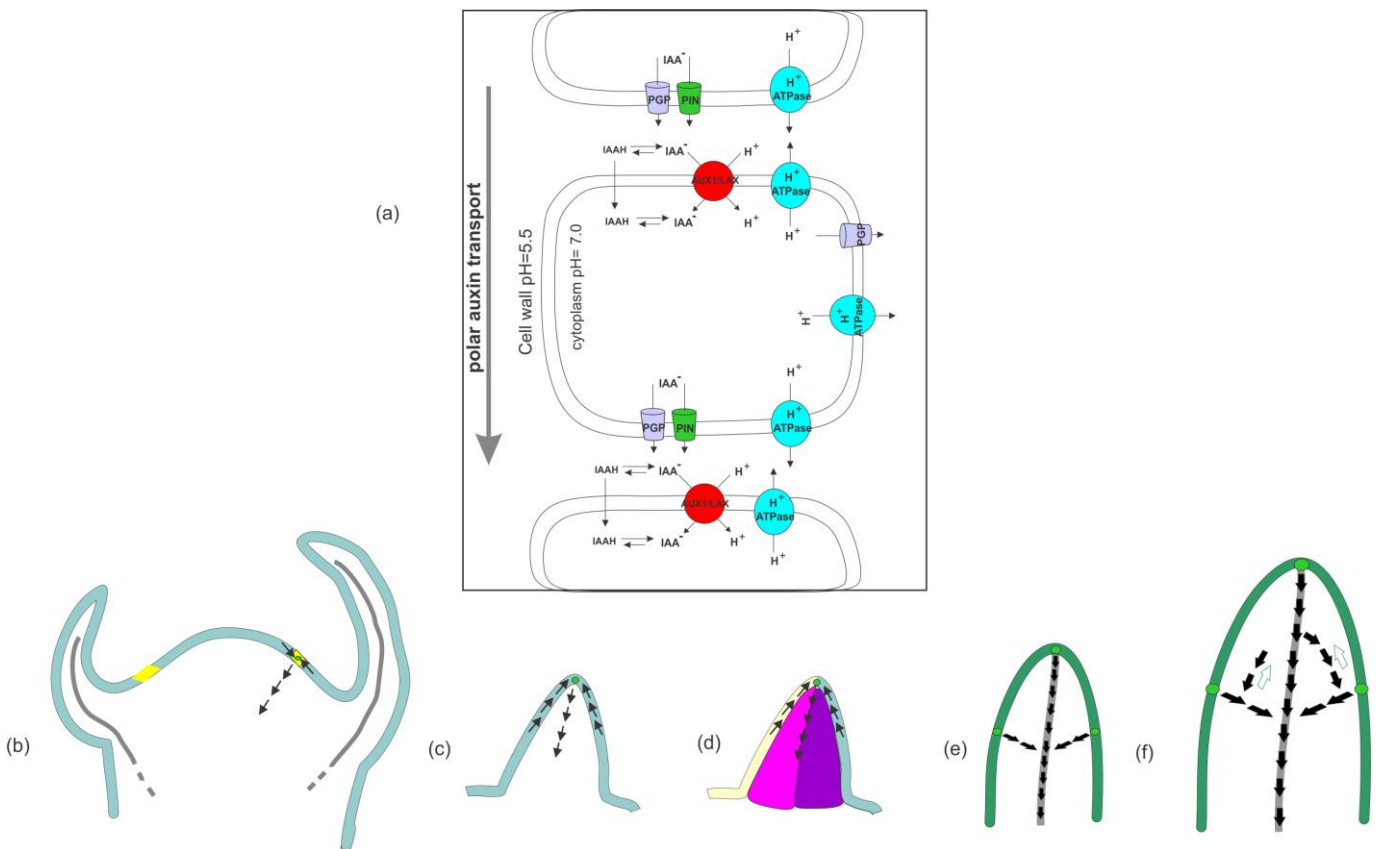 H+
IAA-
H+
ATPase
PGP
PIN
IAAH
IAA-
H+
AUX1/LAX
H+
ATPase
(a)
polar auxin transport
Cell wall pH=5.5
cytoplasm pH= 7.0
IAAH
IAA-
H+
H+
PGP
H+
H+
ATPase
H+
IAA-
PGP
PIN
H+
ATPase
IAAH
IAA-
H+
AUX1/LAX
H+
ATPase
IAAH
IAA-
H+
H+
(b)
(c)
(d)
(e)
(f)